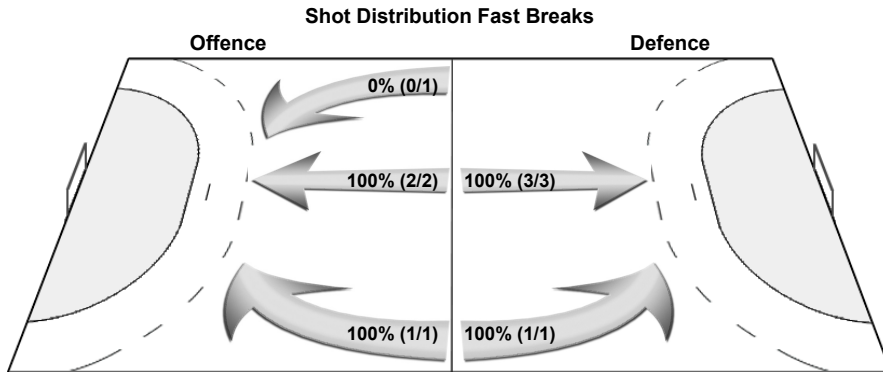 Shot Distribution Fast Breaks
Offence
Defence
0% (0/1)
100% (2/2)
100% (3/3)
100% (1/1)
100% (1/1)